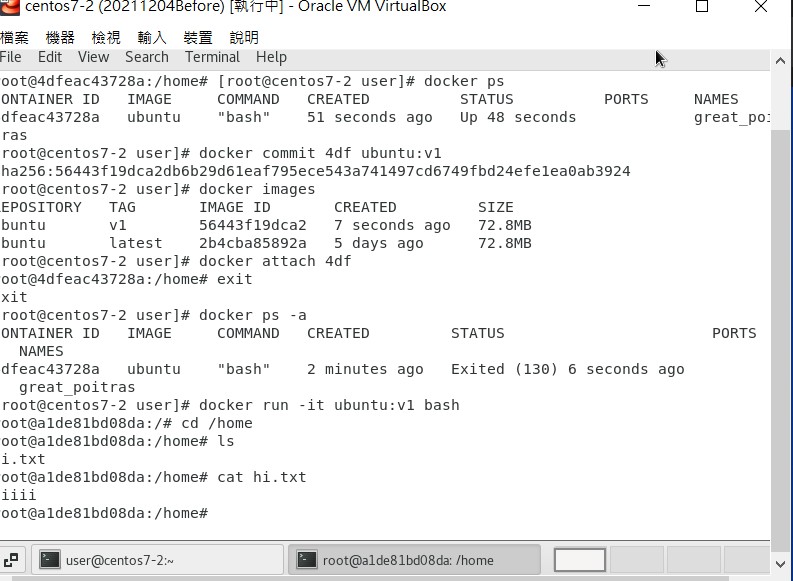 centos7-2 (20211204Before) [執行中] - Oracle VM VirtualBox
檔案 機器 檢視 輸入 裝置 說明
File Edit View Search Terminal Help
oot@4dfeac43728a:/home# [root@centos7-2 user]# docker ps
ONTAINER ID IMAGE COMMAND CREATED STATUS PORTS NAMES
dfeac43728a ubuntu "bash" 51 seconds ago Up 48 seconds great_poi
ras
root@centos7-2 user]# docker commit 4df ubuntu:v1
ha256:56443f19dca2db6b29d61eaf795ece543a741497cd6749fbd24efe1ea0ab3924
root@centos7-2 user]# docker images
EPOSITORY TAG IMAGE ID CREATED SIZE
buntu v1 56443f19dca2 7 seconds ago 72.8MB
buntu latest 2b4cba85892a 5 days ago 72.8MB
root@centos7-2 user]# docker attach 4df
oot@4dfeac43728a:/home# exit
xit
root@centos7-2 user]# docker ps -a
ONTAINER ID IMAGE COMMAND CREATED STATUS PORTS
NAMES
dfeac43728a ubuntu "bash" 2 minutes ago Exited (130) 6 seconds ago
great_poitras
root@centos7-2 user]# docker run -it ubuntu:v1 bash
oot@a1de81bd08da:/# cd /home
oot@a1de81bd08da:/home# ls
i.txt
oot@a1de81bd08da:/home# cat hi.txt
iiii
oot@a1de81bd08da:/home#
user@centos7-2:~ root@a1de81bd08da: /home